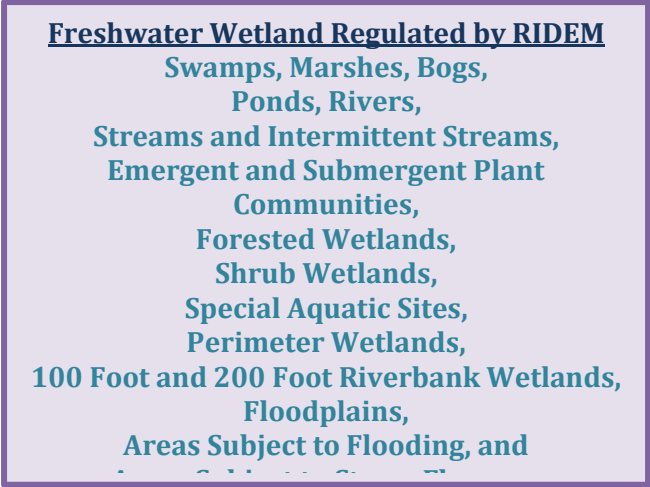 Freshwater Wetland Regulated by RIDEM
Swamps, Marshes, Bogs,
Ponds, Rivers,
Streams and Intermittent Streams,
Emergent and Submergent Plant
Communities,
Forested Wetlands,
Shrub Wetlands,
Special Aquatic Sites,
Perimeter Wetlands,
100 Foot and 200 Foot Riverbank Wetlands,
Floodplains,
Areas Subject to Flooding, and